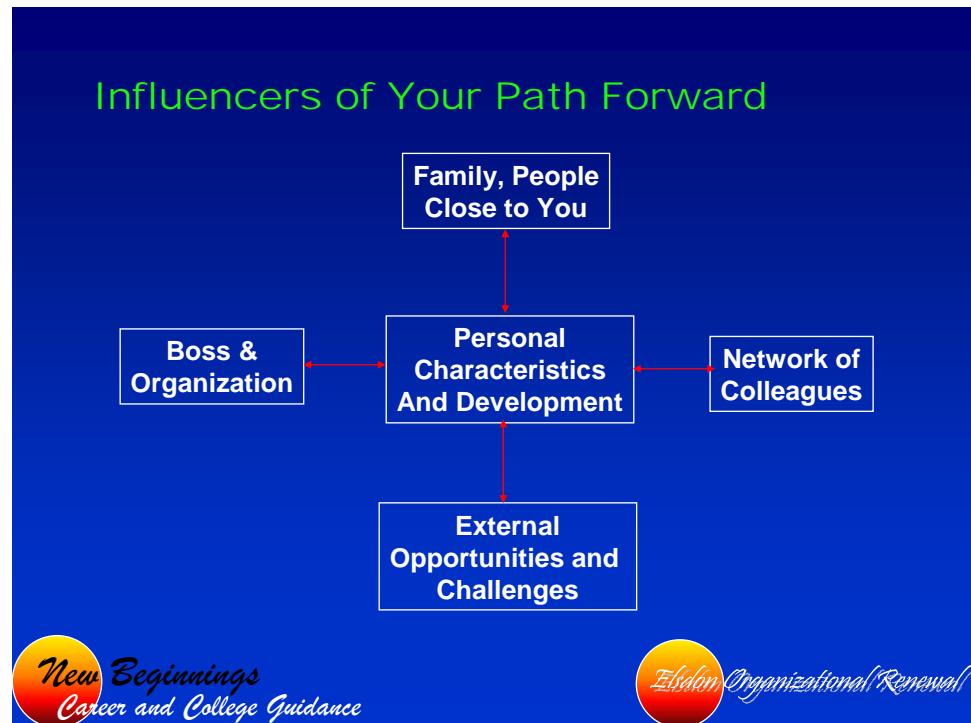 Influencers of Your Path Forward
Family, People
Close to You
Boss &
Organization
Personal
Characteristics
And Development
Network of
Colleagues
External
Opportunities and
Challenges
New Beginnings
Career and College Guidance
Elsdon Organizational Renewal